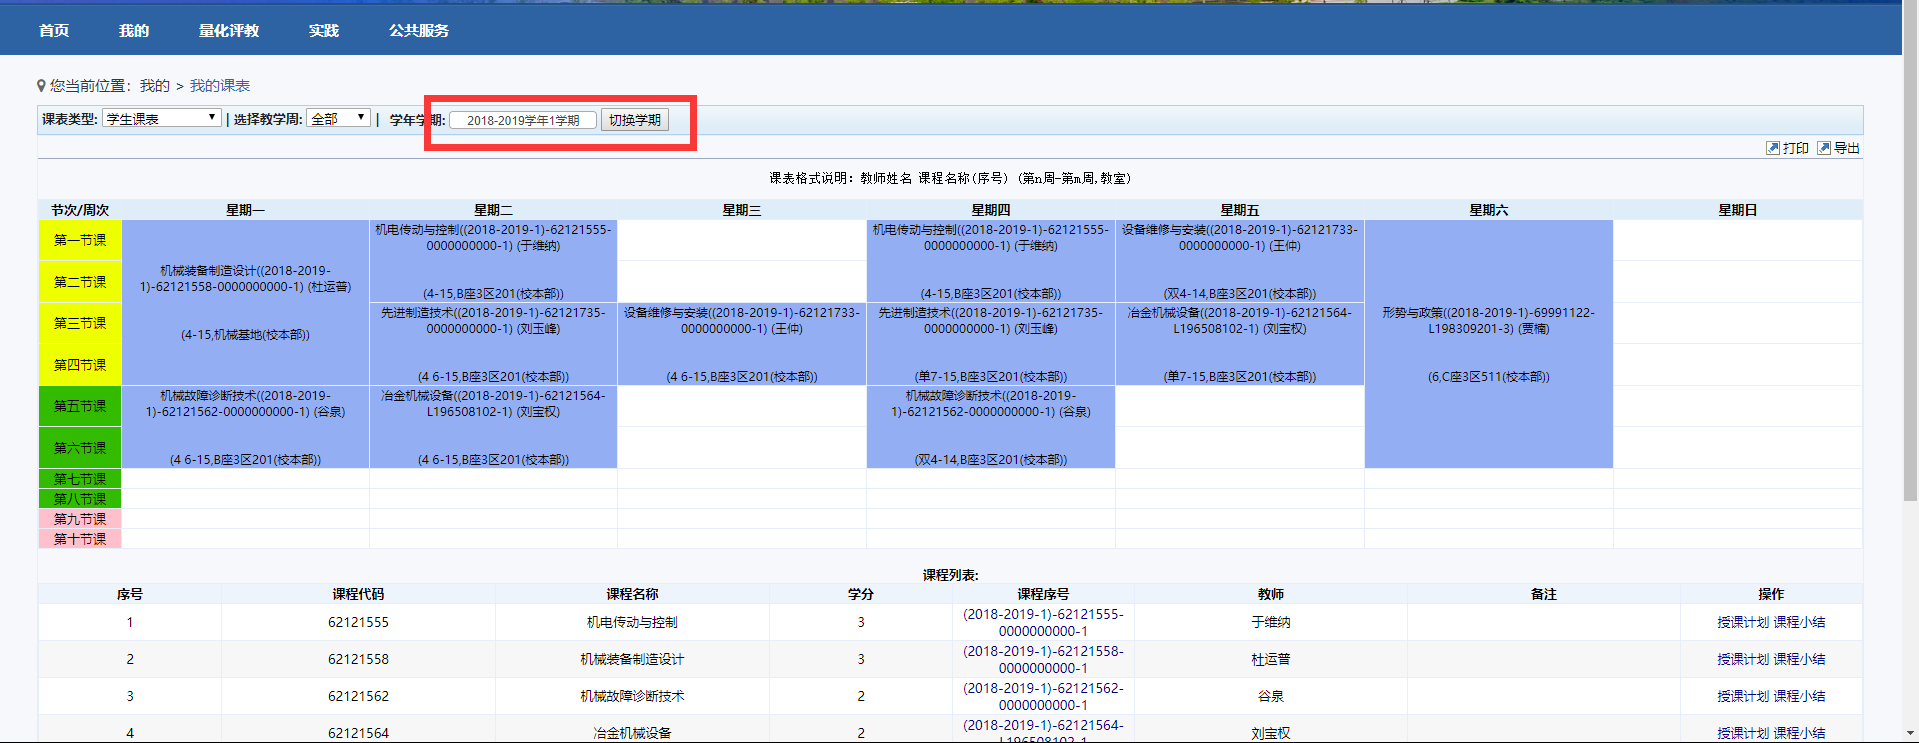 首页 我的 量化评教 实践 公共服务
您当前位置：我的 > 我的课表
课表类型: 学生课表 | 选择教学周: 全部 | 学年学期: 2018-2019学年1学期 切换学期
打印 导出
课表格式说明: 教师姓名 课程名称(序号) (第n周-第m周,教室)
节次/周次 星期一 星期二 星期三 星期四 星期五 星期六 星期日
第一节课
第二节课
第三节课
第四节课
第五节课
第六节课
第七节课
第八节课
第九节课
第十节课
机械装备制造设计((2018-2019-
1)-62121558-0000000000-1) (杜运普)
(4-15,机械基地(校本部))
机械故障诊断技术((2018-2019-
1)-62121562-0000000000-1) (谷泉)
(4 6-15,B座3区201(校本部))
机电传动与控制((2018-2019-1)-62121555-
0000000000-1) (于维纳)
(4-15,B座3区201(校本部))
先进制造技术((2018-2019-1)-62121735-
0000000000-1) (刘玉峰)
(4 6-15,B座3区201(校本部))
冶金机械设备((2018-2019-1)-62121564-
L196508102-1) (刘宝权)
(4 6-15,B座3区201(校本部))
设备维修与安装((2018-2019-1)-62121733-
0000000000-1) (王仲)
(4 6-15,B座3区201(校本部))
机电传动与控制((2018-2019-1)-62121555-
0000000000-1) (于维纳)
(4-15,B座3区201(校本部))
先进制造技术((2018-2019-1)-62121735-
0000000000-1) (刘玉峰)
(单7-15,B座3区201(校本部))
机械故障诊断技术((2018-2019-
1)-62121562-0000000000-1) (谷泉)
(双4-14,B座3区201(校本部))
设备维修与安装((2018-2019-1)-62121733-
0000000000-1) (王仲)
(双4-14,B座3区201(校本部))
冶金机械设备((2018-2019-1)-62121564-
L196508102-1) (刘宝权)
(单7-15,B座3区201(校本部))
形势与政策((2018-2019-1)-69991122-
L198309201-3) (贾楠)
(6,C座3区511(校本部))
课程列表:
序号 课程代码 课程名称 学分 课程序号 教师 备注 操作
1 62121555 机电传动与控制 3 (2018-2019-1)-62121555-
0000000000-1 于维纳 授课计划 课程小结
2 62121558 机械装备制造设计 3 (2018-2019-1)-62121558-
0000000000-1 杜运普 授课计划 课程小结
3 62121562 机械故障诊断技术 2 (2018-2019-1)-62121562-
0000000000-1 谷泉 授课计划 课程小结
4 62121564 冶金机械设备 2 (2018-2019-1)-62121564-
L196508102-1 刘宝权 授课计划 课程小结